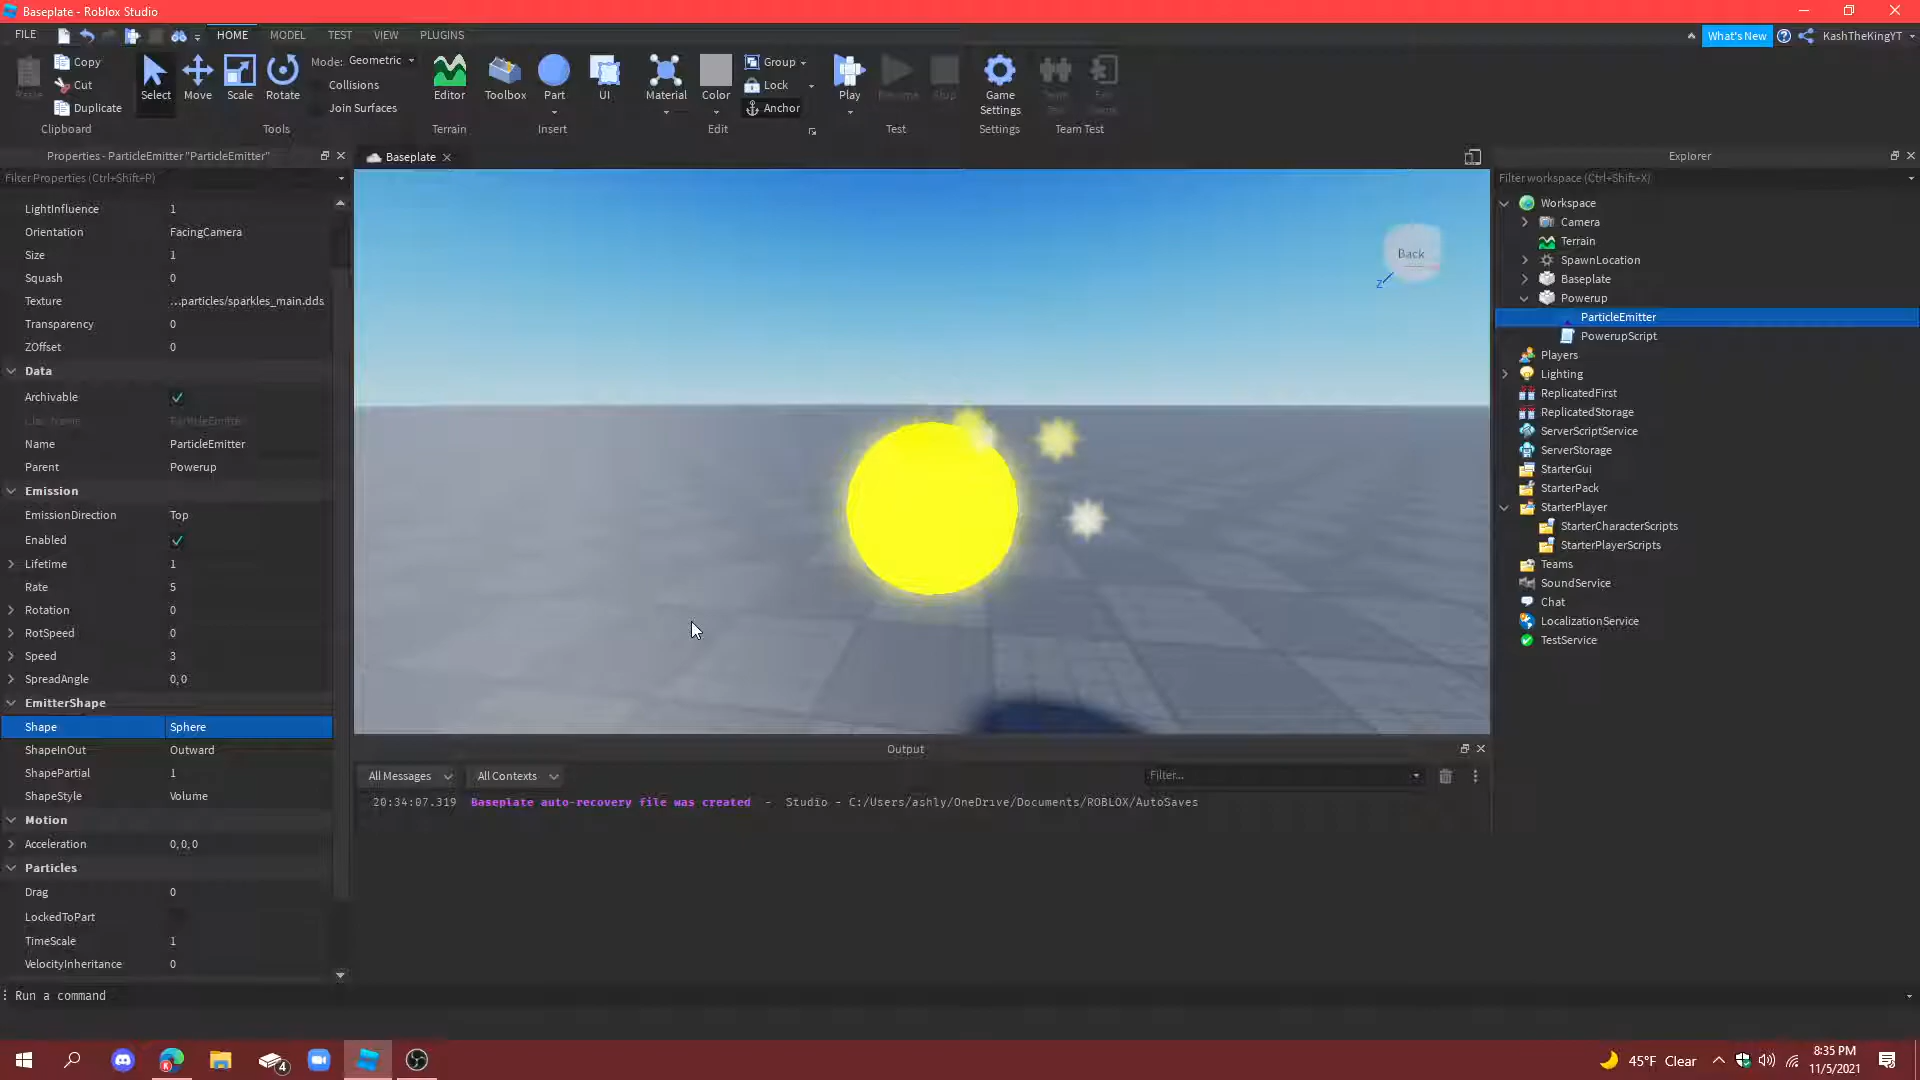 Baseplate - Roblox Studio
FILE HOME MODEL TEST VIEW PLUGINS What's New KashTheKingYT
Copy
Cut
Duplicate
Clipboard
Select Move Scale Rotate
Mode: Geometric
Collisions
Join Surfaces
Tools
Editor
Terrain
Toolbox Part UI
Insert
Material Color
Group
Lock
Anchor
Edit
Play
Test
Game
Settings
Settings
Team Test
Properties - ParticleEmitter "ParticleEmitter"
Filter Properties (Ctrl+Shift+P)
LightInfluence 1
Orientation FacingCamera
Size 1
Squash 0
Texture ...particles/sparkles_main.dds
Transparency 0
ZOffset 0
Data
Archivable
Name ParticleEmitter
Parent Powerup
Emission
EmissionDirection Top
Enabled
Lifetime 1
Rate 5
Rotation 0
RotSpeed 0
Speed 3
SpreadAngle 0, 0
EmitterShape
Shape Sphere
ShapeInOut Outward
ShapePartial 1
ShapeStyle Volume
Motion
Acceleration 0, 0, 0
Particles
Drag 0
LockedToPart
TimeScale 1
VelocityInheritance 0
Run a command
Baseplate
Back
Z
Output
All Messages All Contexts Filter...
20:34:07.319 Baseplate auto-recovery file was created - Studio - C:/Users/ashly/OneDrive/Documents/ROBLOX/AutoSaves
Explorer
Filter workspace (Ctrl+Shift+X)
Workspace
Camera
Terrain
SpawnLocation
Baseplate
Powerup
ParticleEmitter
PowerupScript
Players
Lighting
ReplicatedFirst
ReplicatedStorage
ServerScriptService
ServerStorage
StarterGui
StarterPack
StarterPlayer
StarterCharacterScripts
StarterPlayerScripts
Teams
SoundService
Chat
LocalizationService
TestService
4
45°F Clear
8:35 PM
11/5/2021